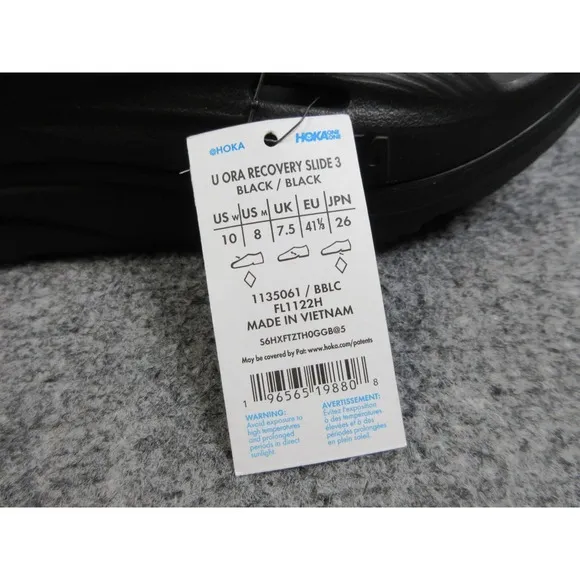 @HOKA HOKA ONE ONE
U ORA RECOVERY SLIDE 3
BLACK / BLACK
US W US M UK EU JPN
10 8 7.5 41⅓ 26
1135061 / BBLC
FL1122H
MADE IN VIETNAM
S6HXFTZTH0GGB@5
May be covered by Pat: www.hoka.com/patents
1 96565 19880 8
WARNING:
Avoid exposure to
high temperatures
and prolonged
periods in direct
sunlight.
AVERTISSEMENT:
Évitez l'exposition
à des températures
élevées et à des
périodes prolongées
en plein soleil.